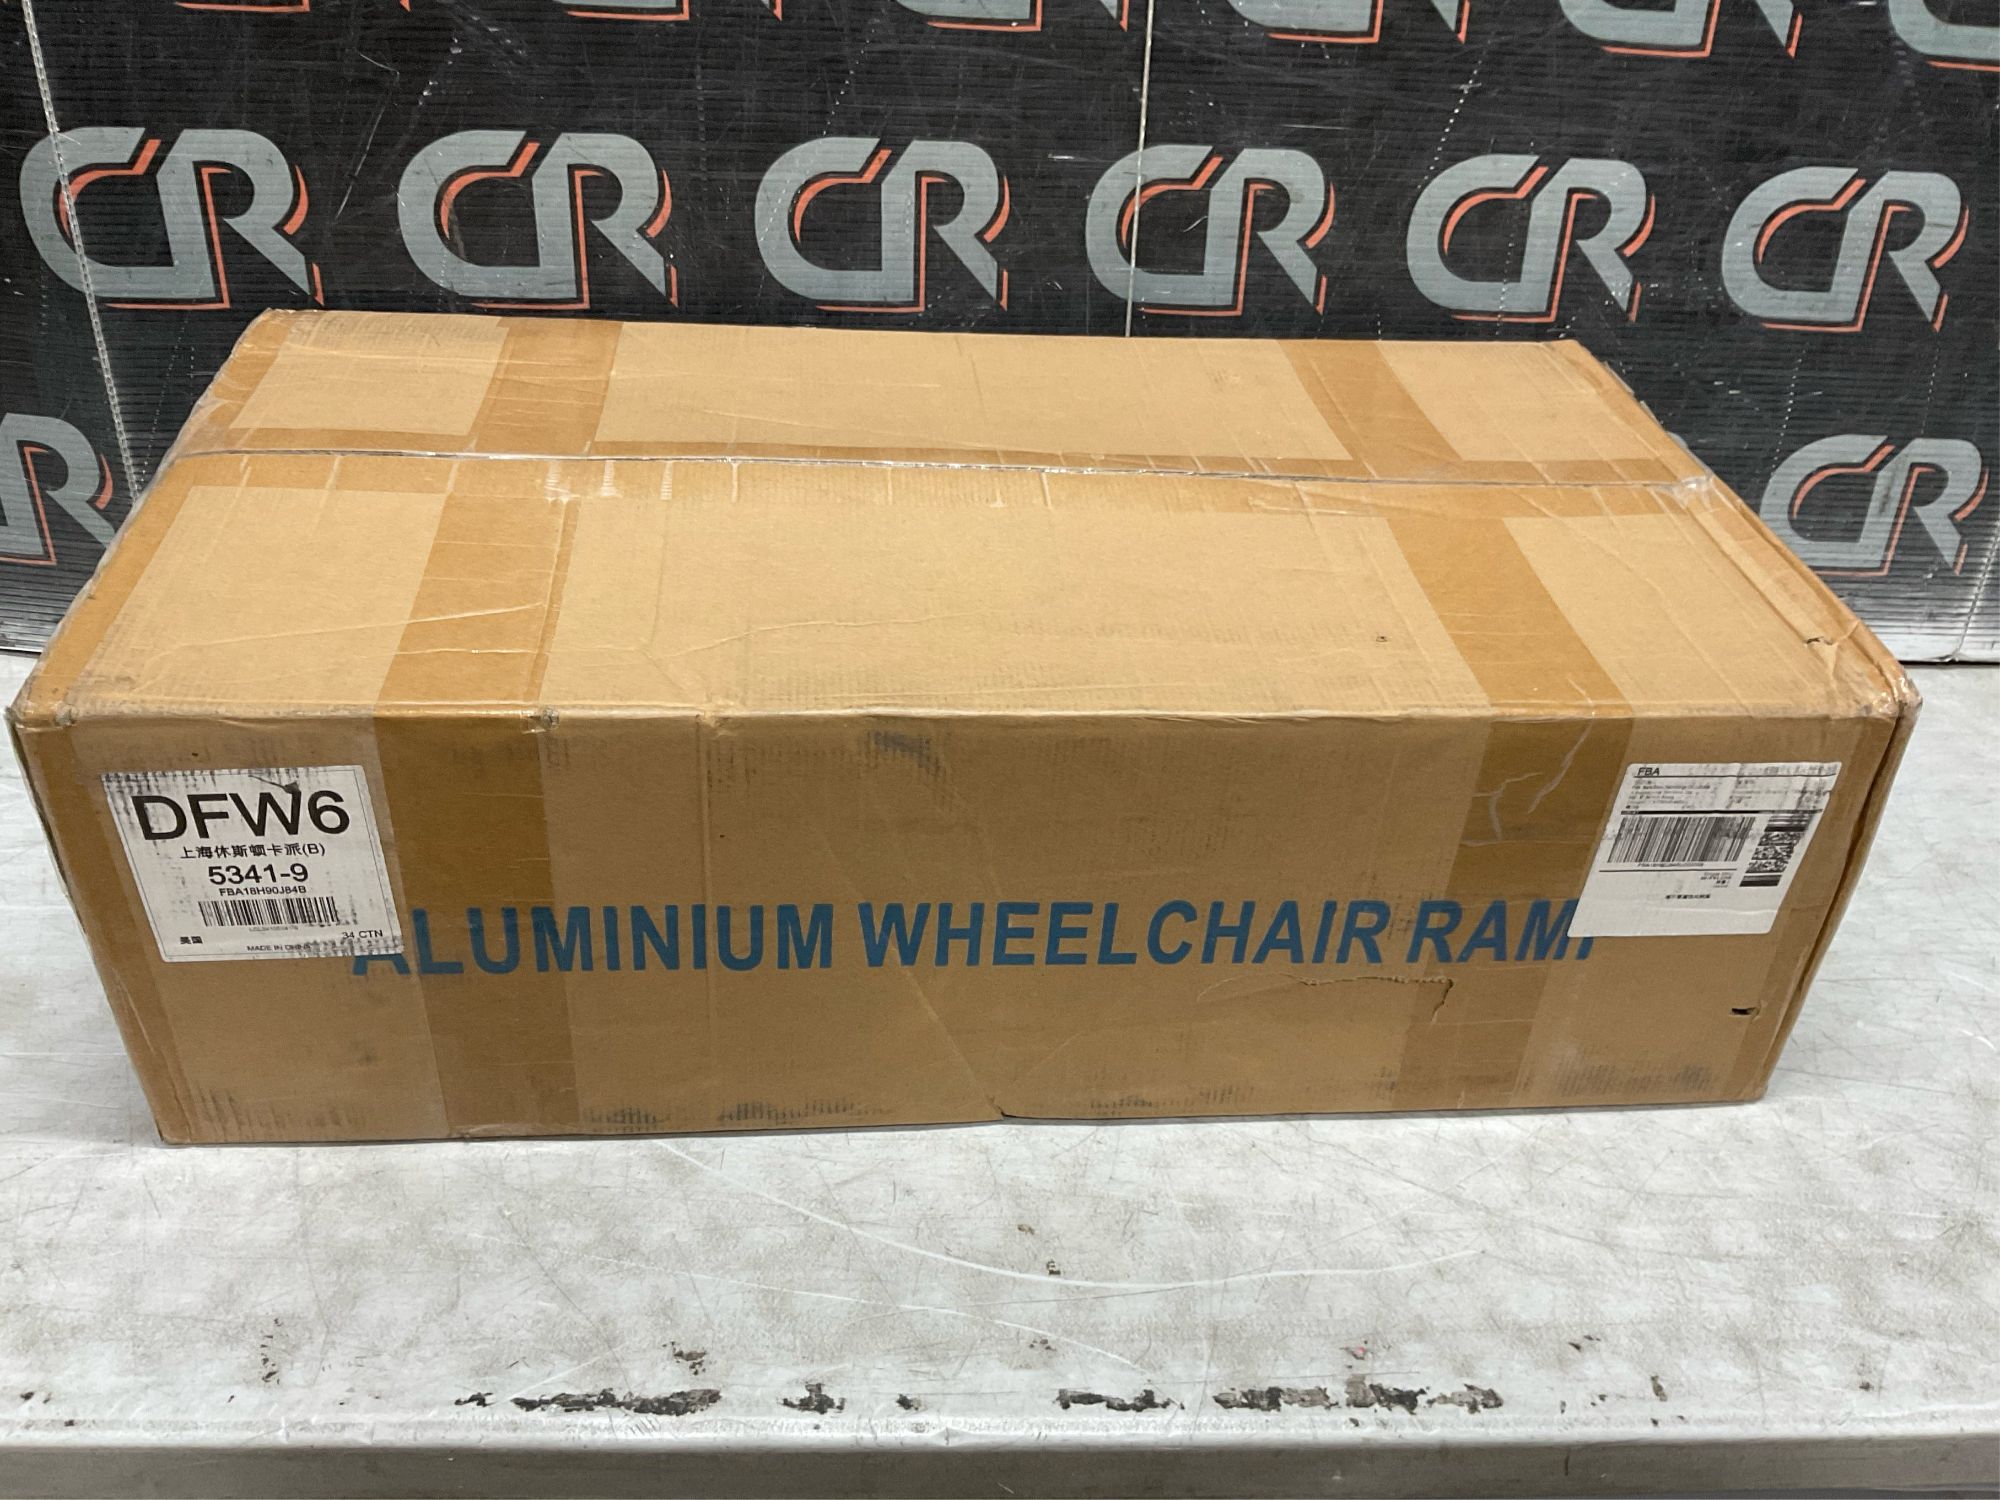 CR CR CR CR CR CR
CR
CR
DFW6
上海休斯顿卡派(B)
5341-9
FBA18H90J84B
美国
34 CTN
MADE IN CHINA
ALUMINIUM WHEELCHAIR RAMP
FBA